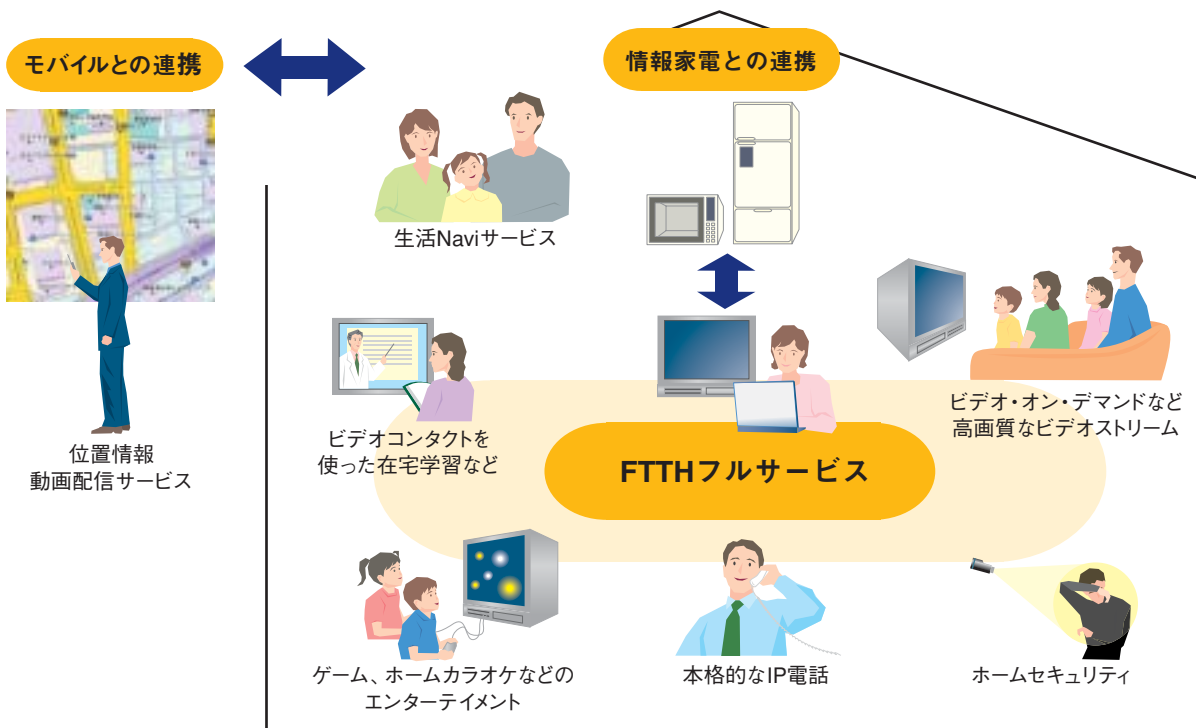 モバイルとの連携
情報家電との連携
生活Naviサービス
位置情報
動画配信サービス
ビデオコンタクトを
使った在宅学習など
ビデオ・オン・デマンドなど
高画質なビデオストリーム
FTTHフルサービス
ゲーム、ホームカラオケなどの
エンターテイメント
本格的なIP電話
ホームセキュリティ